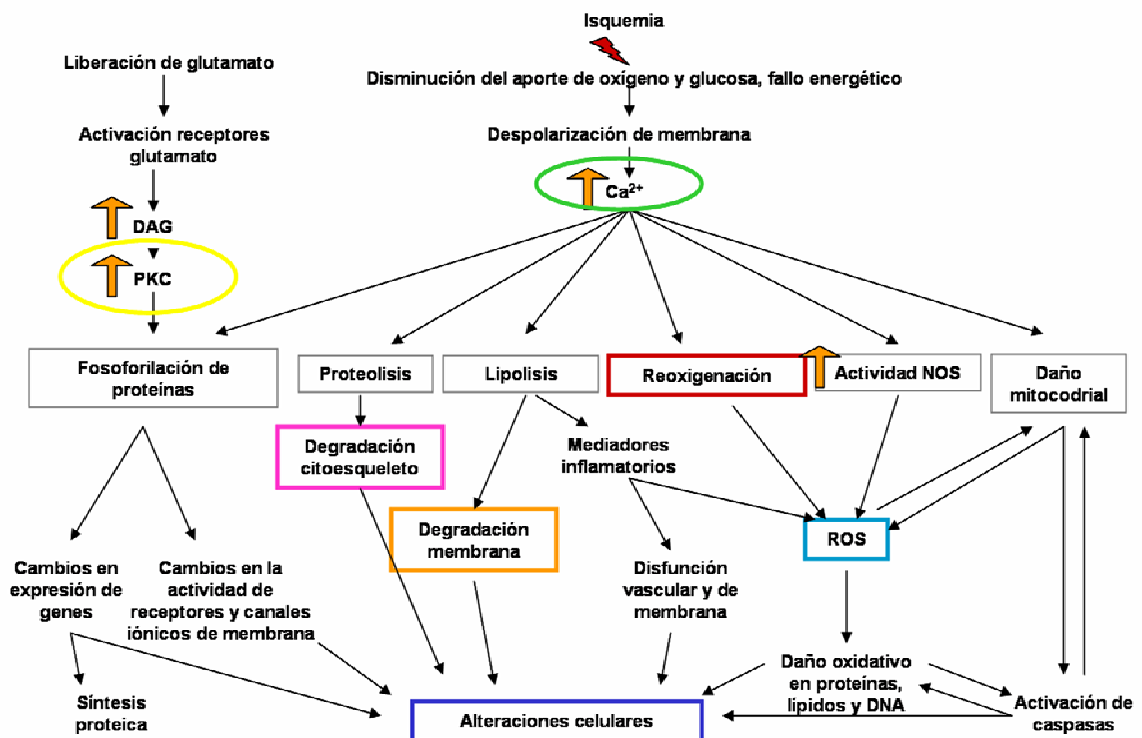 Isquemia
Liberación de glutamato
Disminución del aporte de oxígeno y glucosa, fallo energético
Activación receptores
glutamato
Despolarización de membrana
Ca²⁺
DAG
PKC
Fosoforilación de
proteínas
Proteolisis
Lipolisis
Reoxigenación
Actividad NOS
Daño
mitocodrial
Degradación
citoesqueleto
Mediadores
inflamatorios
Degradación
membrana
ROS
Cambios en
expresión de
genes
Cambios en la
actividad de
receptores y canales
iónicos de membrana
Disfunción
vascular y de
membrana
Síntesis
proteica
Alteraciones celulares
Daño oxidativo
en proteínas,
lípidos y DNA
Activación de
caspasas